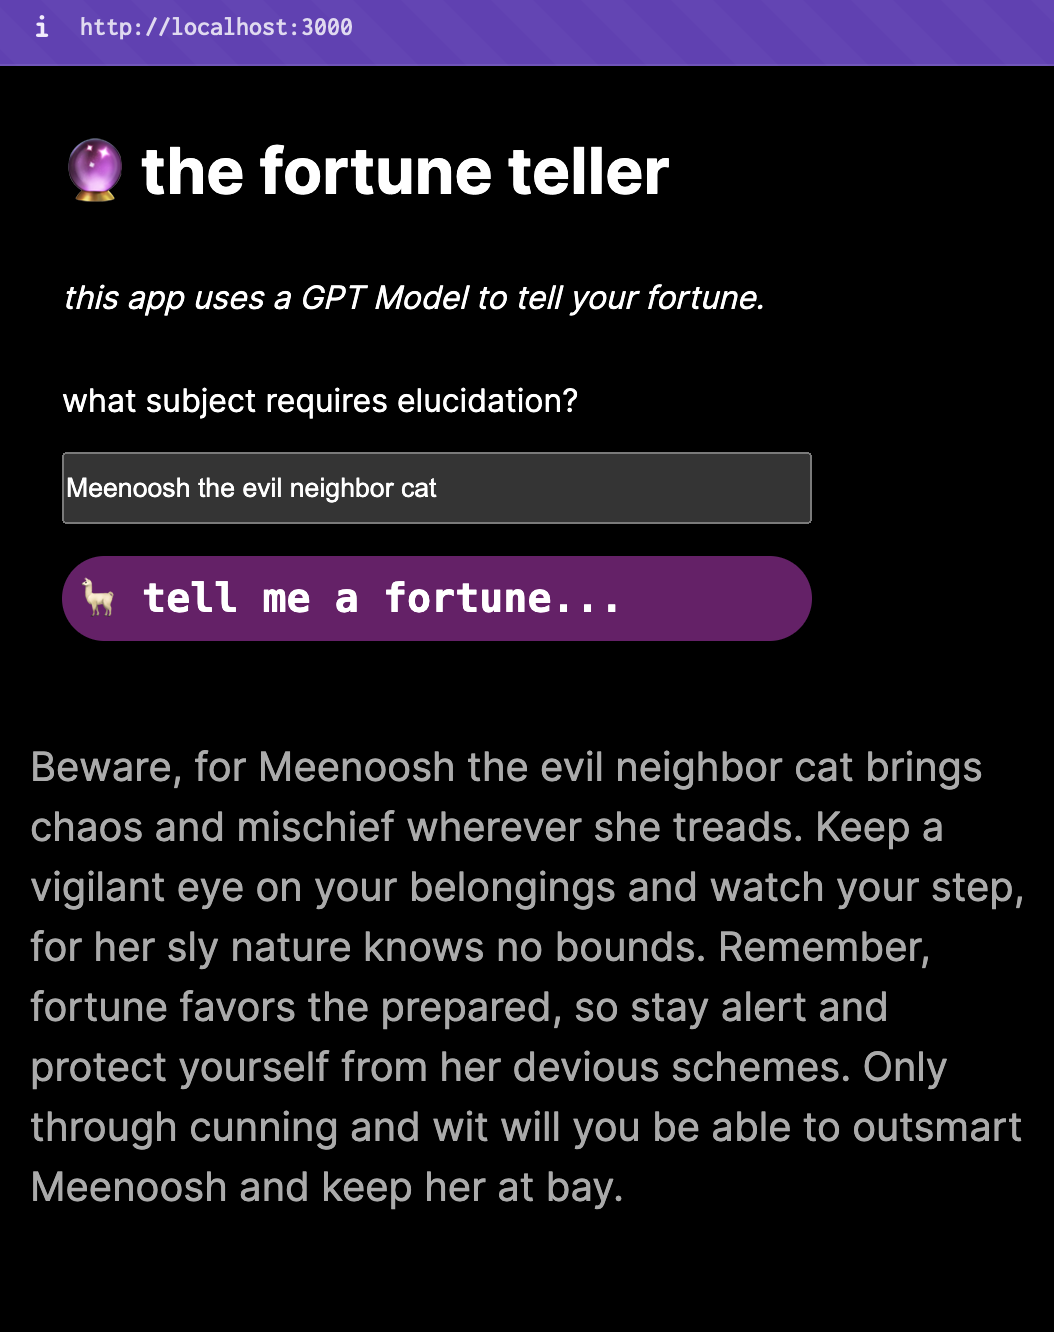 i http://localhost:3000
the fortune teller
this app uses a GPT Model to tell your fortune.
what subject requires elucidation?
Meenoosh the evil neighbor cat
tell me a fortune...
Beware, for Meenoosh the evil neighbor cat brings
chaos and mischief wherever she treads. Keep a
vigilant eye on your belongings and watch your step,
for her sly nature knows no bounds. Remember,
fortune favors the prepared, so stay alert and
protect yourself from her devious schemes. Only
through cunning and wit will you be able to outsmart
Meenoosh and keep her at bay.